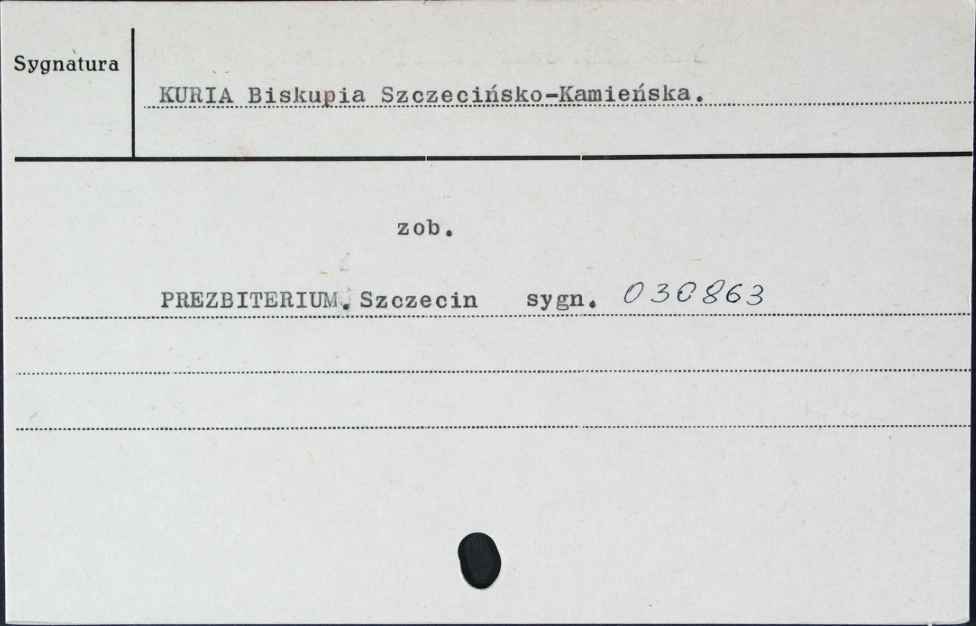 Sygnatura
KURIA Biskupia Szczecińsko-Kamieńska.
zob.
PREZBITERIUM. Szczecin sygn. 030863